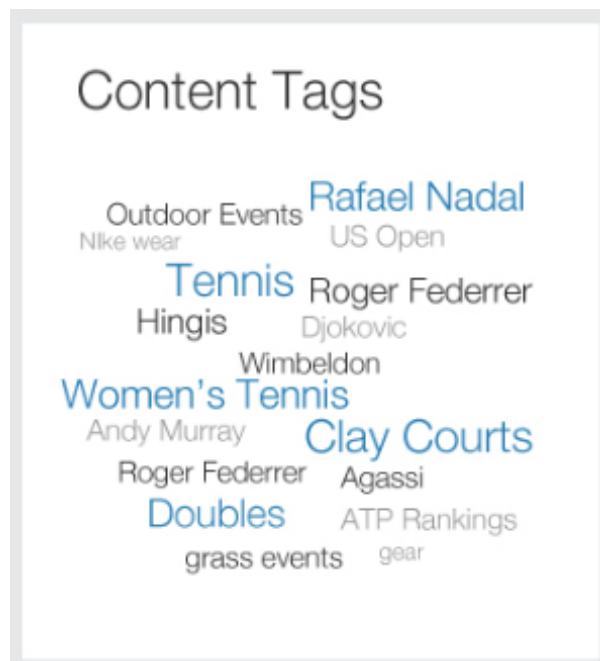 Content Tags
Outdoor Events Rafael Nadal
NIke wear US Open
Tennis Roger Federrer
Hingis Djokovic
Wimbeldon
Women's Tennis
Andy Murray Clay Courts
Roger Federrer Agassi
Doubles ATP Rankings
grass events gear